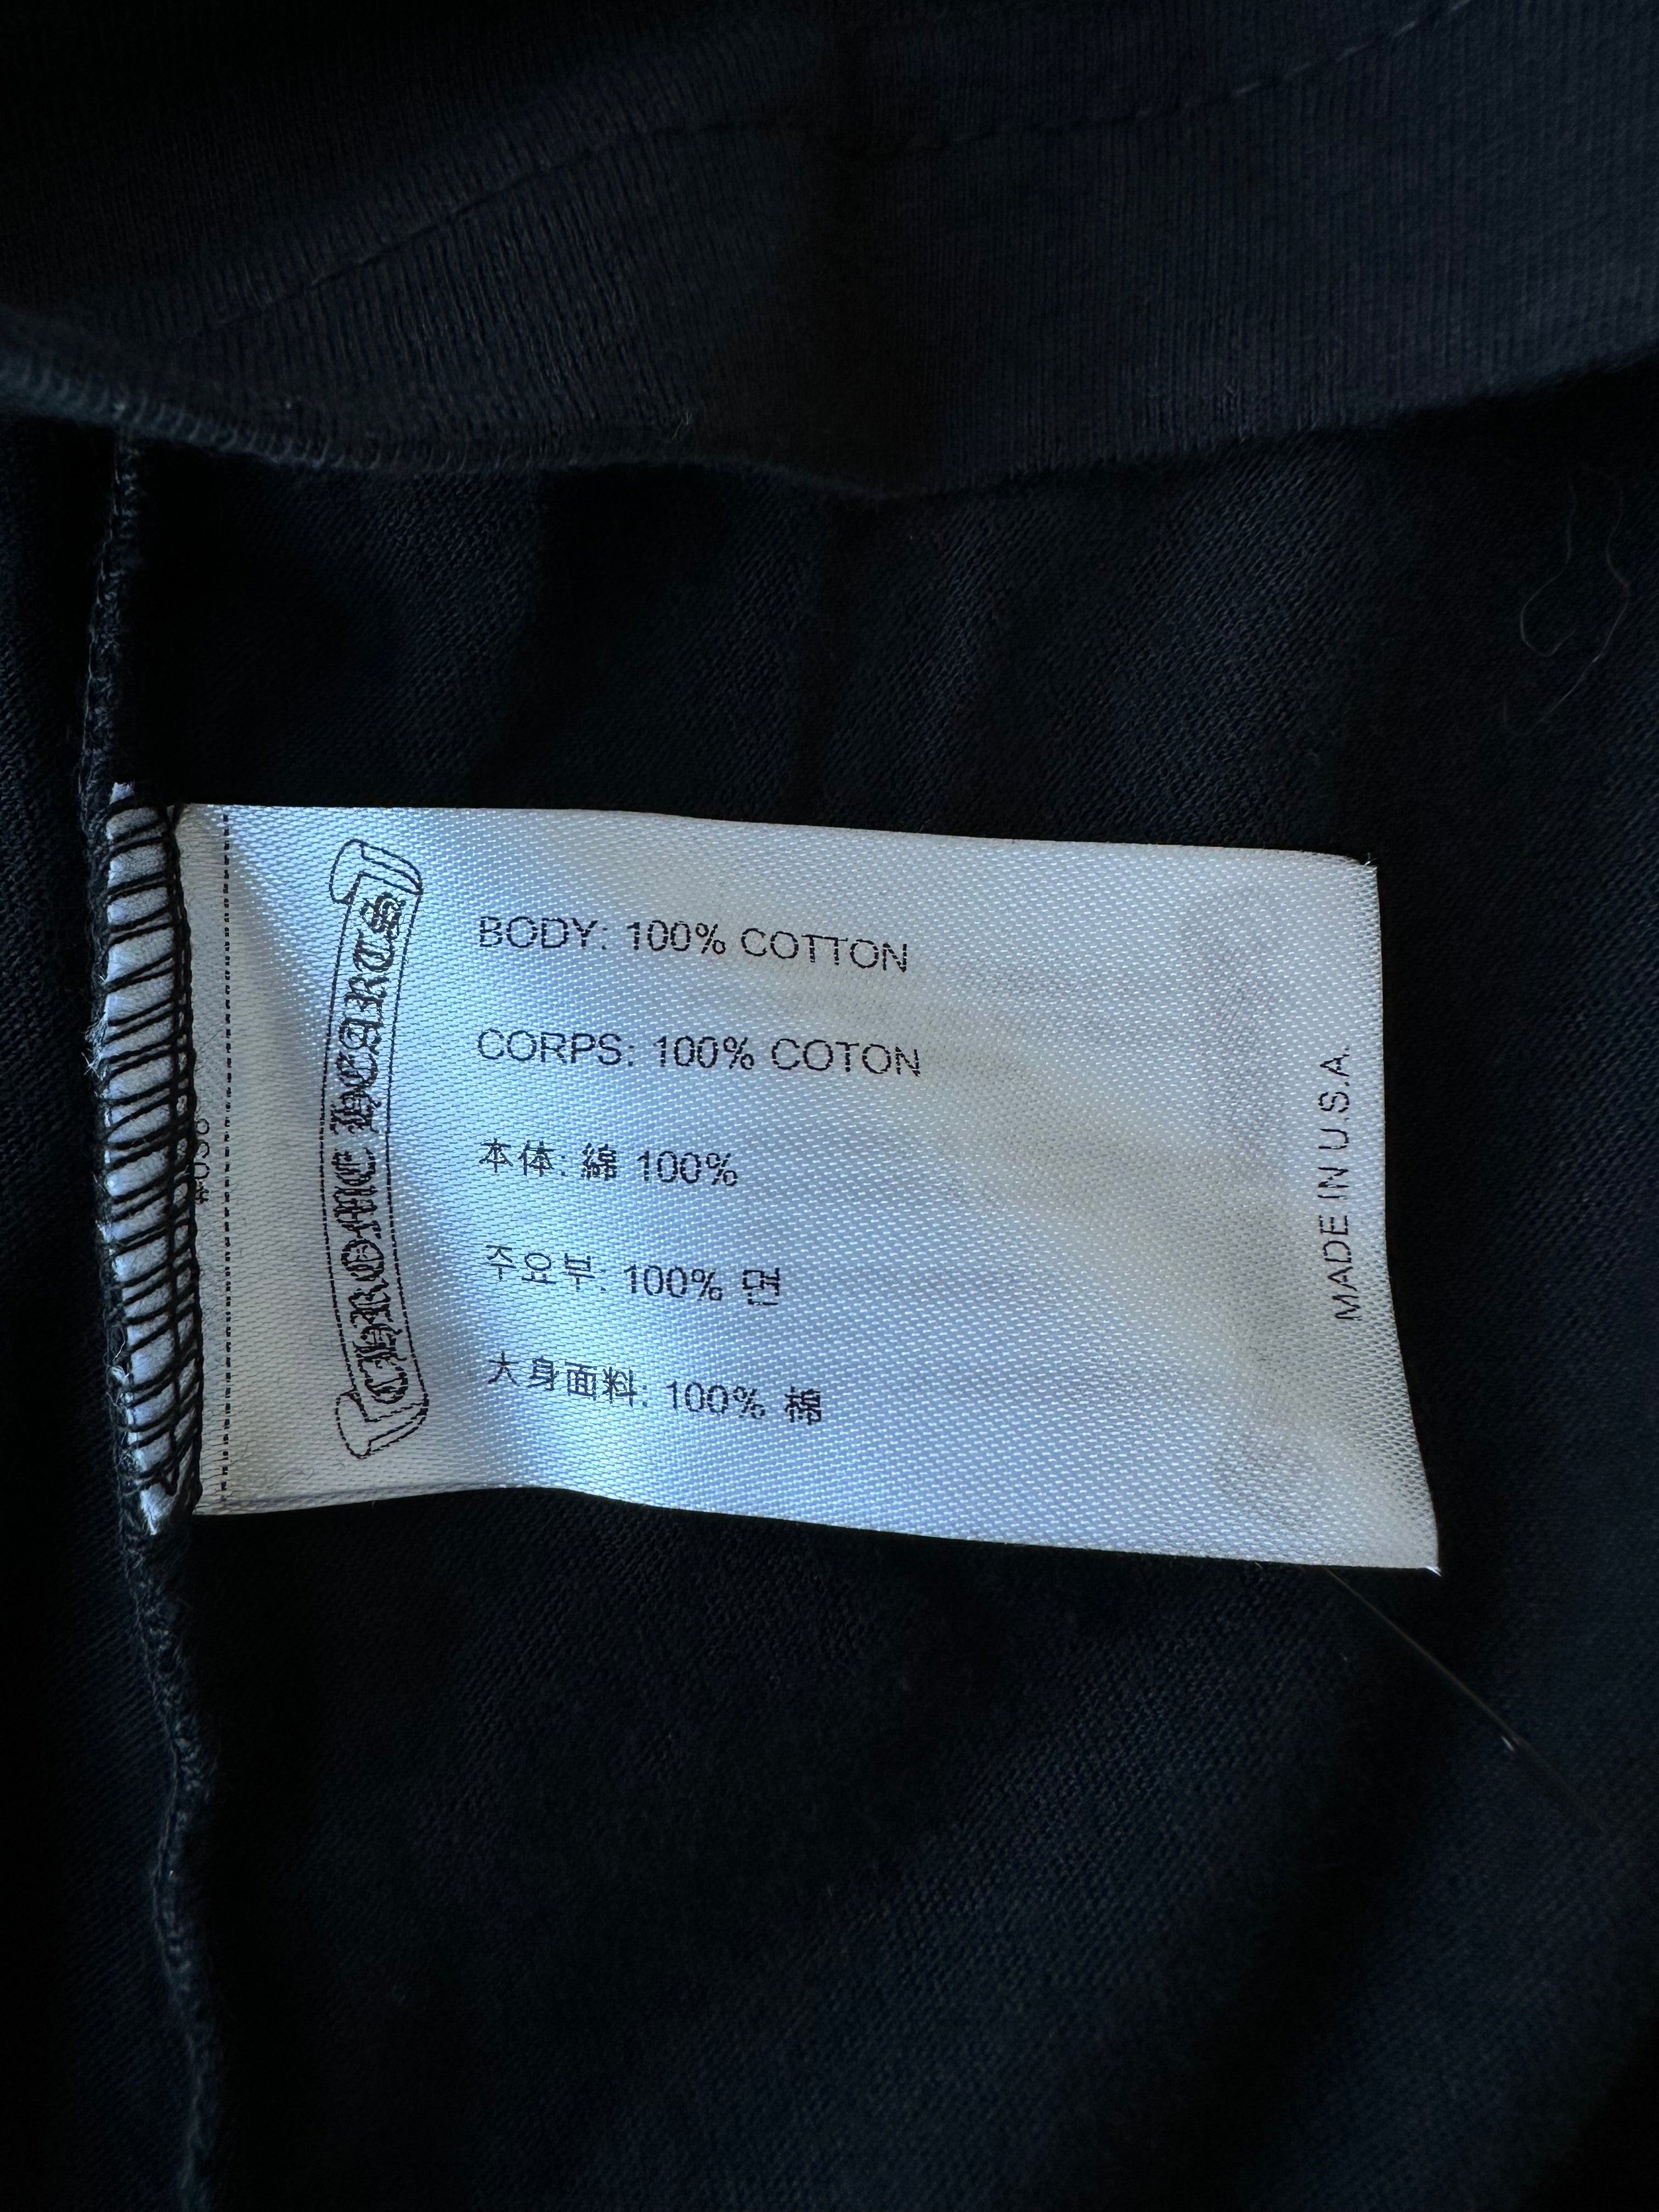 CHROME HEARTS
BODY: 100% COTTON
CORPS: 100% COTON
本体: 綿 100%
주요부: 100% 면
大身面料: 100% 棉
MADE IN U.S.A.